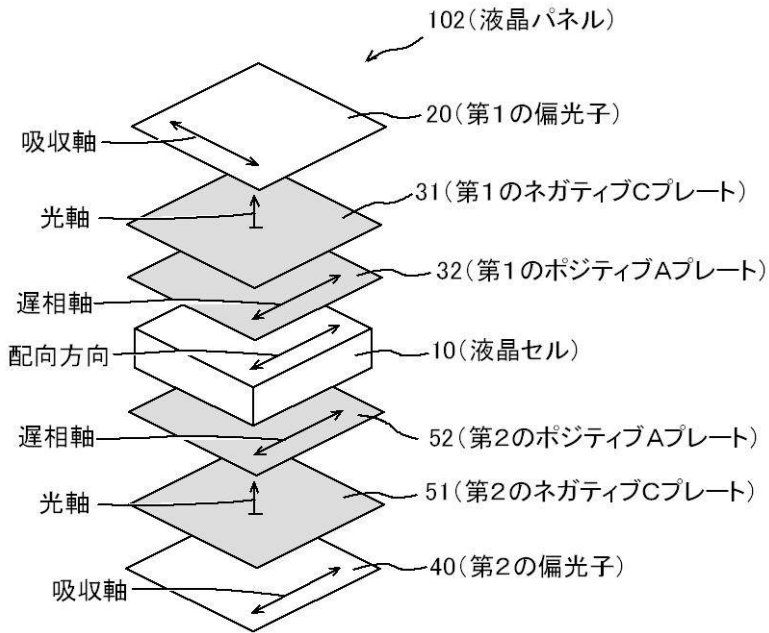 102(液晶パネル)
20(第1の偏光子)
吸収軸
31(第1のネガティブCプレート)
光軸
32(第1のポジティブAプレート)
遅相軸
配向方向
10(液晶セル)
遅相軸
52(第2のポジティブAプレート)
51(第2のネガティブCプレート)
光軸
40(第2の偏光子)
吸収軸